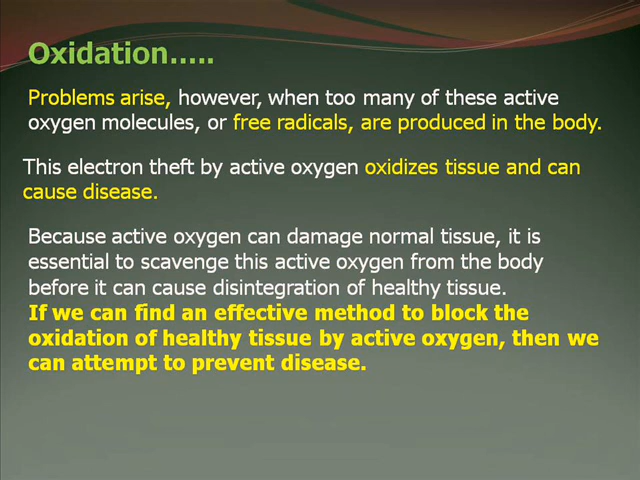 Oxidation.....
Problems arise, however, when too many of these active
oxygen molecules, or free radicals, are produced in the body.
This electron theft by active oxygen oxidizes tissue and can
cause disease.
Because active oxygen can damage normal tissue, it is
essential to scavenge this active oxygen from the body
before it can cause disintegration of healthy tissue.
If we can find an effective method to block the
oxidation of healthy tissue by active oxygen, then we
can attempt to prevent disease.